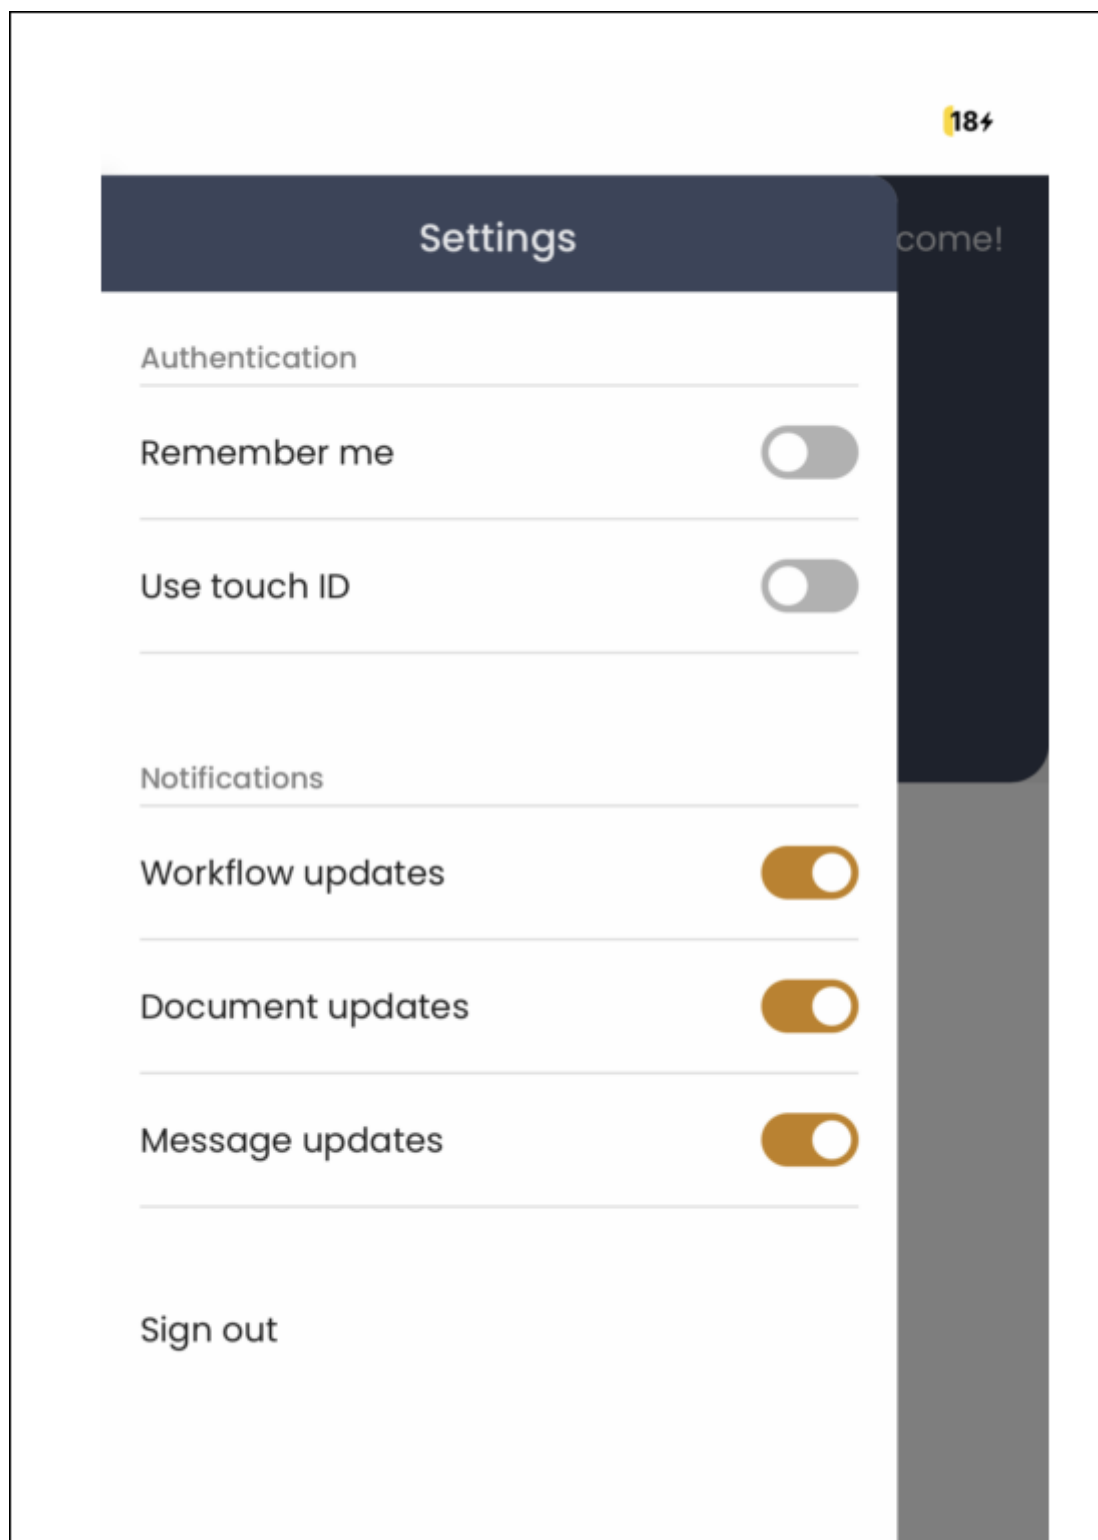 18
Settings
come!
Authentication
Remember me
Use touch ID
Notifications
Workflow updates
Document updates
Message updates
Sign out